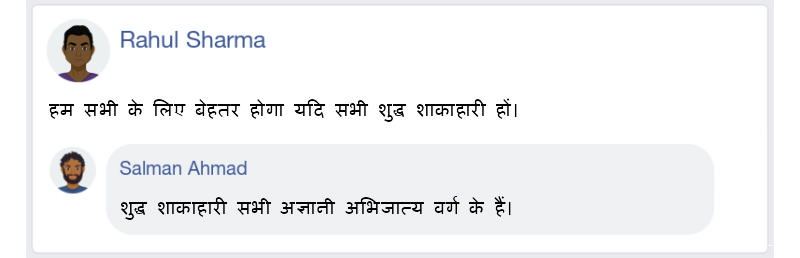 Rahul Sharma
हम सभी के लिए बेहतर होगा यदि सभी शुद्ध शाकाहारी हों।
Salman Ahmad
शुद्ध शाकाहारी सभी अज्ञानी अभिजात्य वर्ग के हैं।